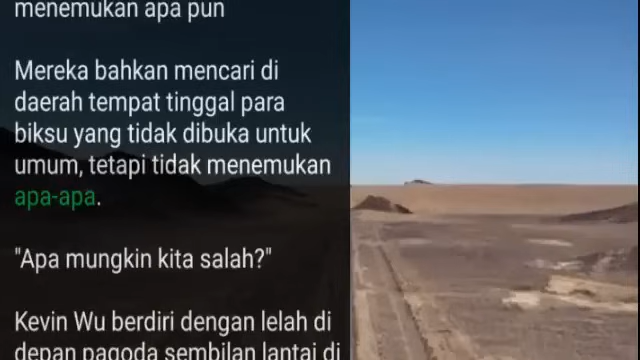 menemukan apa pun
Mereka bahkan mencari di
daerah tempat tinggal para
biksu yang tidak dibuka untuk
umum, tetapi tidak menemukan
apa-apa.
"Apa mungkin kita salah?"
Kevin Wu berdiri dengan lelah di
depan pagoda sembilan lantai di